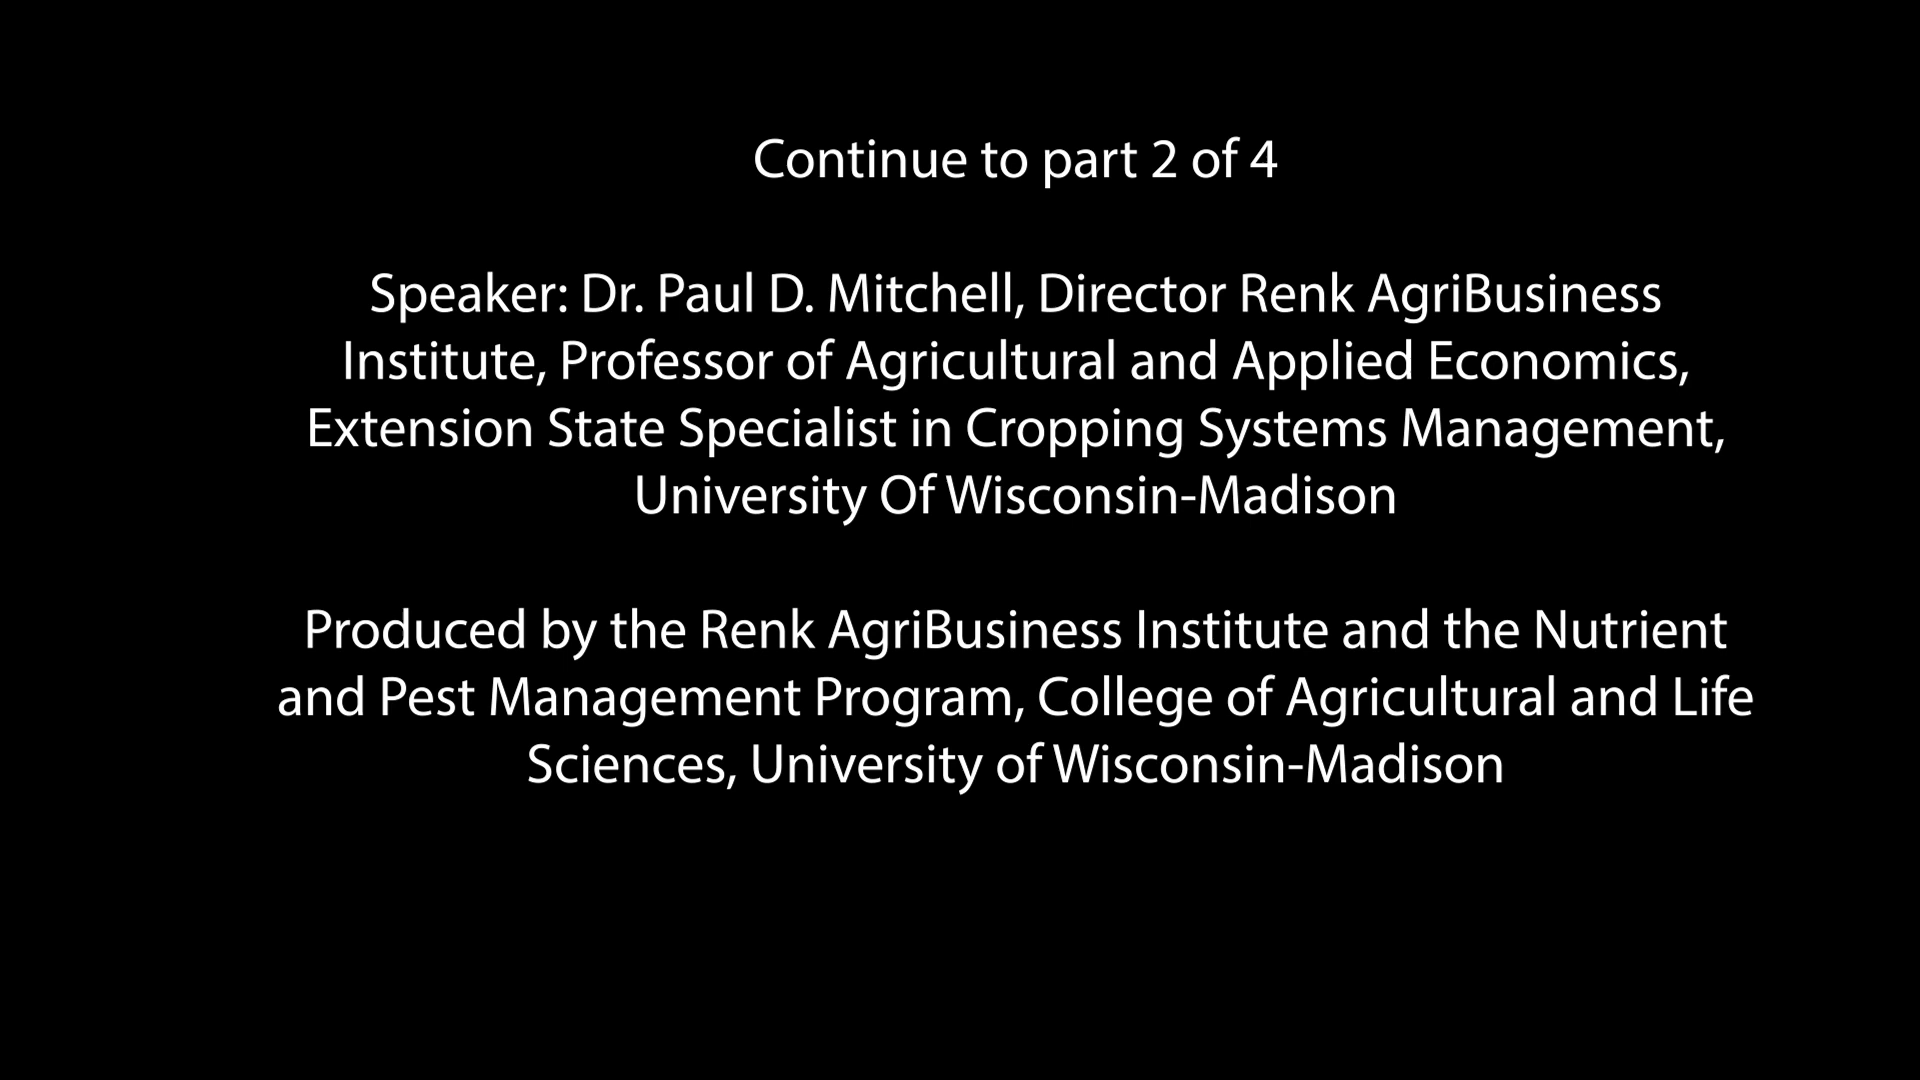 Continue to part 2 of 4
Speaker: Dr. Paul D. Mitchell, Director Renk AgriBusiness
Institute, Professor of Agricultural and Applied Economics,
Extension State Specialist in Cropping Systems Management,
University Of Wisconsin-Madison
Produced by the Renk AgriBusiness Institute and the Nutrient
and Pest Management Program, College of Agricultural and Life
Sciences, University of Wisconsin-Madison